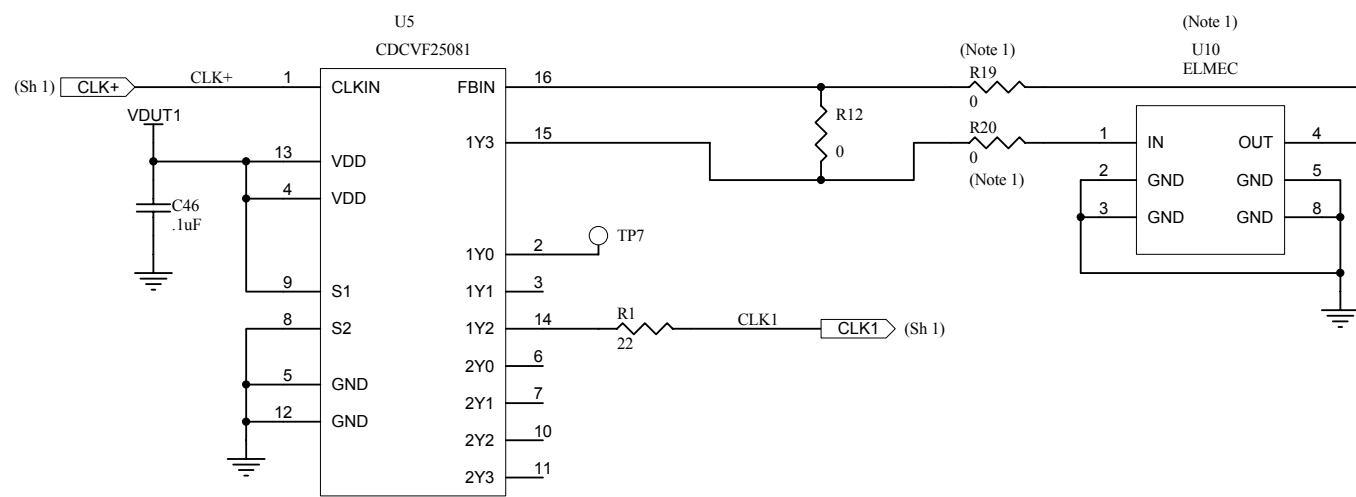 U5
CDCVF25081
(Note 1)
(Note 1)
U10
ELMEC
(Sh 1) CLK+ CLK+ 1 CLKIN FBIN 16 R19
0
VDUT1
R12
0
1Y3 15 R20
0
(Note 1)
1 IN OUT 4
13 VDD
4 VDD
2 GND GND 5
3 GND GND 8
C46
.1uF
1Y0 2 TP7
9 S1 1Y1 3
8 S2 1Y2 14 R1
22
CLK1 CLK1 (Sh 1)
2Y0 6
5 GND
2Y1 7
12 GND
2Y2 10
2Y3 11